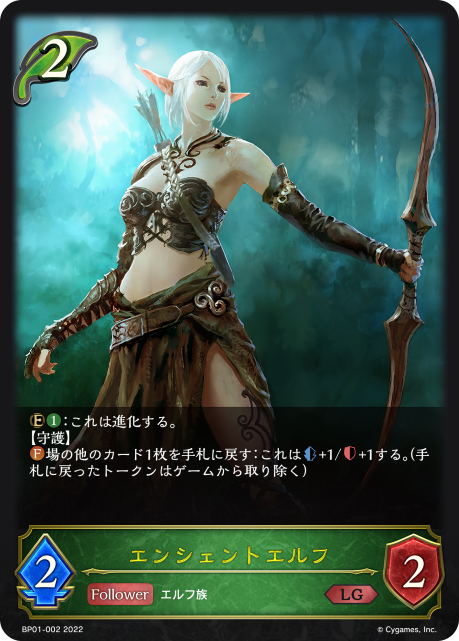 2
E 1：これは進化する。
【守護】
F 場の他のカード1枚を手札に戻す：これは+1/+1する。（手
札に戻ったトークンはゲームから取り除く）
エンシェントエルフ
2 Follower エルフ族 LG 2
BP01-002 2022 © Cygames, Inc.